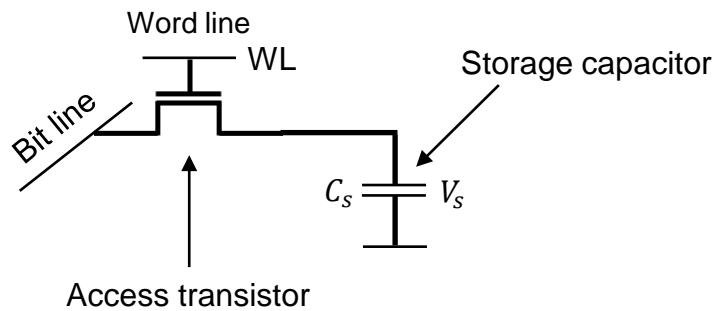 Word line
WL
Storage capacitor
Bit line
C_s V_s
Access transistor